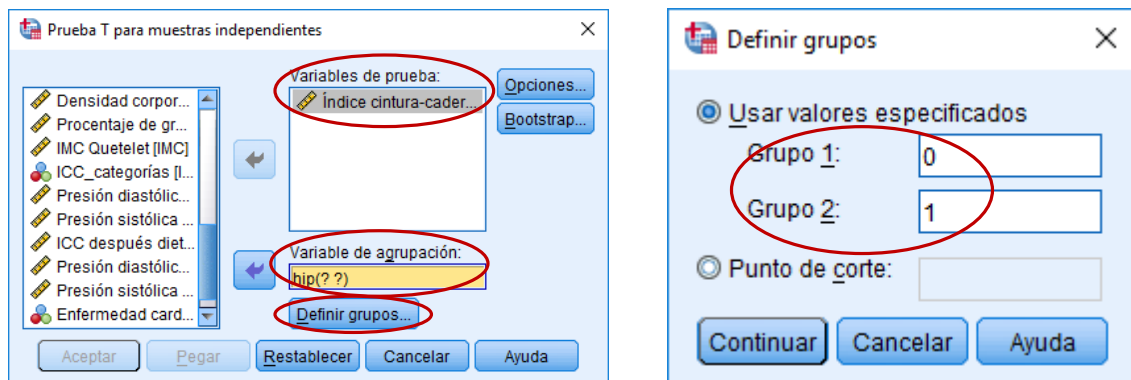 Prueba T para muestras independientes
Densidad corpor...
Procentaje de gr...
IMC Quetelet [IMC]
ICC_categorías [I...
Presión diastólic...
Presión sistólica ...
ICC después diet...
Presión diastólic...
Presión sistólica ...
Enfermedad card...
Variables de prueba:
Índice cintura-cader...
Variable de agrupación:
hip(? ?)
Definir grupos...
Opciones...
Bootstrap...
Aceptar
Pegar
Restablecer
Cancelar
Ayuda
Definir grupos
Usar valores especificados
Grupo 1: 0
Grupo 2: 1
Punto de corte:
Continuar
Cancelar
Ayuda